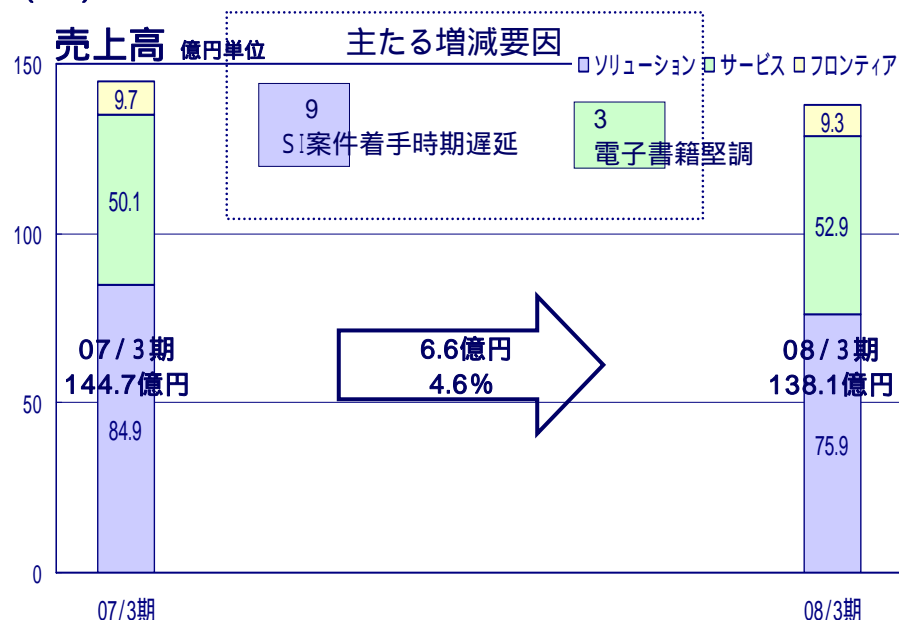 売上高 億円単位
主たる増減要因
ソリューション サービス フロンティア
9
SI案件着手時期遅延
3
電子書籍堅調
150
100
50
0
9.7
50.1
84.9
07/3期
144.7億円
6.6億円
4.6%
9.3
52.9
75.9
08/3期
138.1億円
07/3期
08/3期